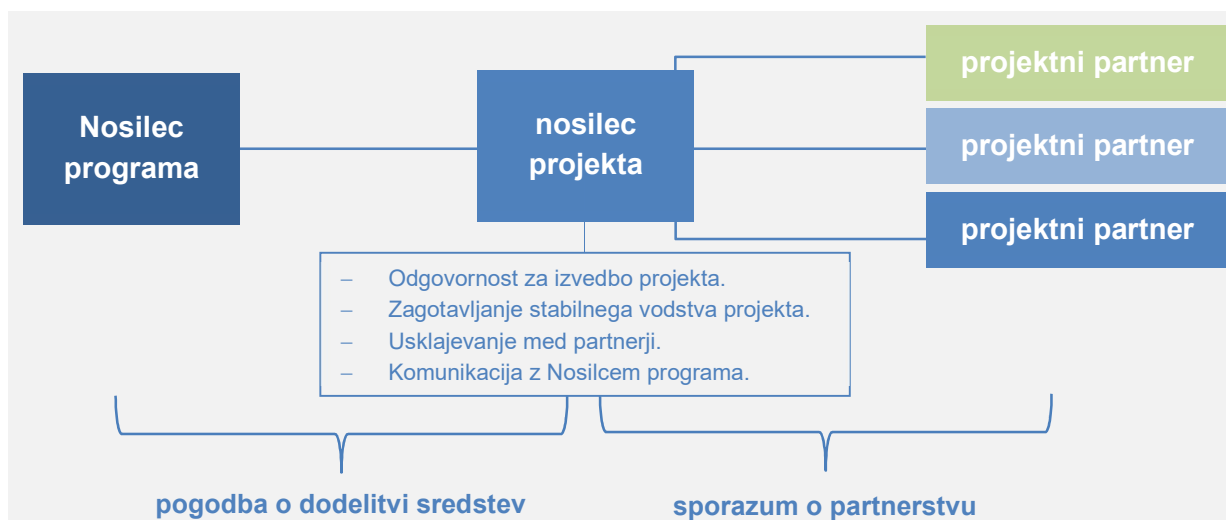 Nosilec
programa
nosilec
projekta
projektni partner
projektni partner
projektni partner
– Odgovornost za izvedbo projekta.
– Zagotavljanje stabilnega vodstva projekta.
– Usklajevanje med partnerji.
– Komunikacija z Nosilcem programa.
pogodba o dodelitvi sredstev
sporazum o partnerstvu